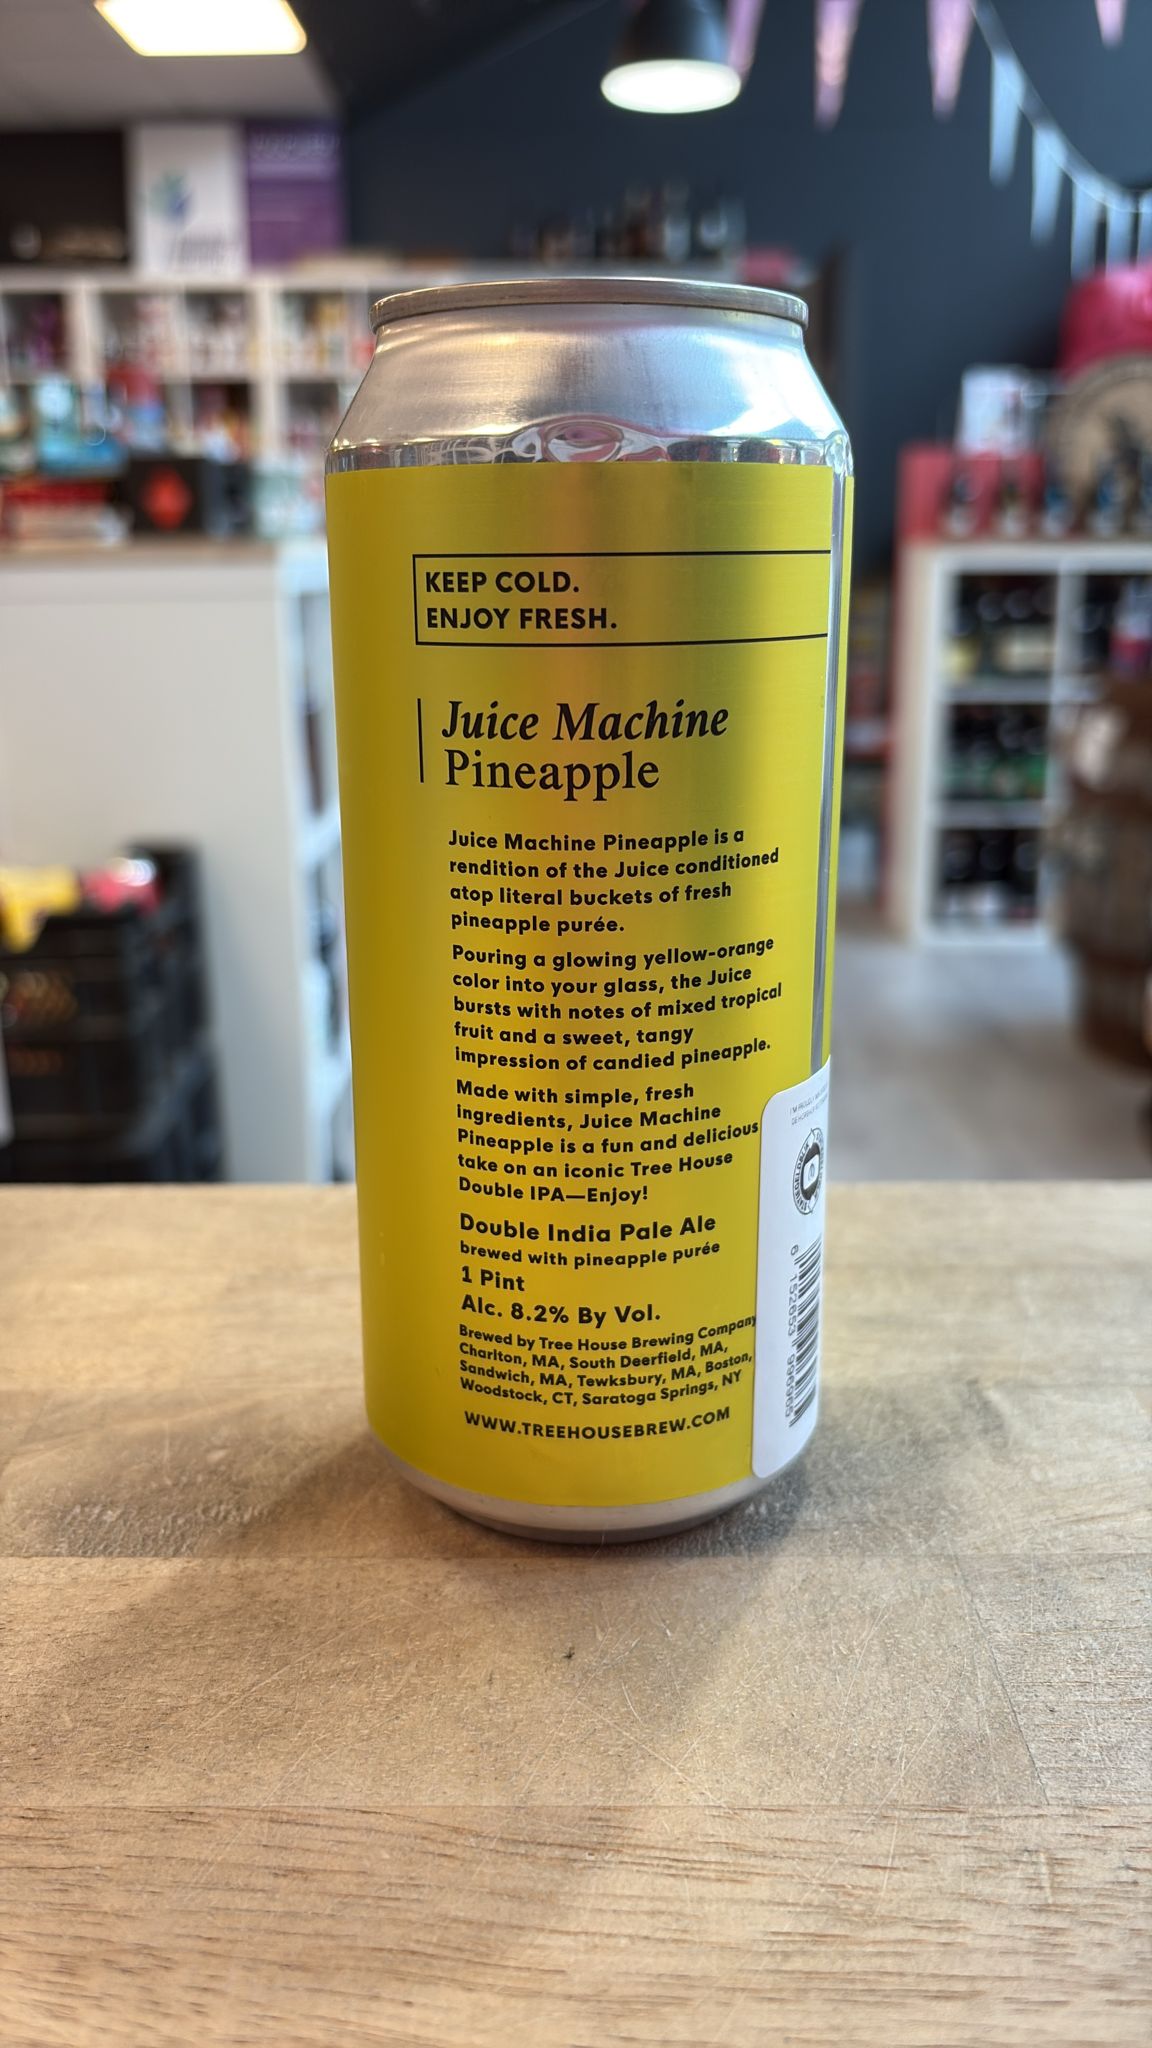 KEEP COLD.
ENJOY FRESH.
Juice Machine
Pineapple
Juice Machine Pineapple is a
rendition of the Juice conditioned
atop literal buckets of fresh
pineapple purée.
Pouring a glowing yellow-orange
color into your glass, the Juice
bursts with notes of mixed tropical
fruit and a sweet, tangy
impression of candied pineapple.
Made with simple, fresh
ingredients, Juice Machine
Pineapple is a fun and delicious
take on an iconic Tree House
Double IPA—Enjoy!
Double India Pale Ale
brewed with pineapple purée
1 Pint
Alc. 8.2% By Vol.
Brewed by Tree House Brewing Company
Charlton, MA, South Deerfield, MA,
Sandwich, MA, Tewksbury, MA, Boston,
Woodstock, CT, Saratoga Springs, NY
WWW.TREEHOUSEBREW.COM